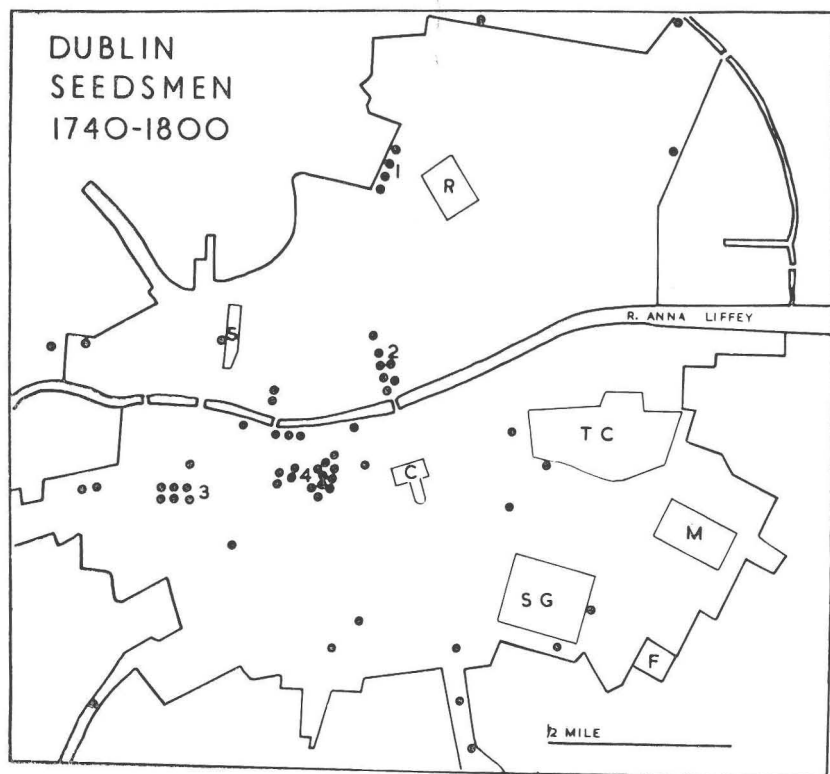 DUBLIN
SEEDSMEN
1740-1800
1
R
S
R. ANNA LIFFEY
2
T C
4
C
3
M
S G
F
½ MILE